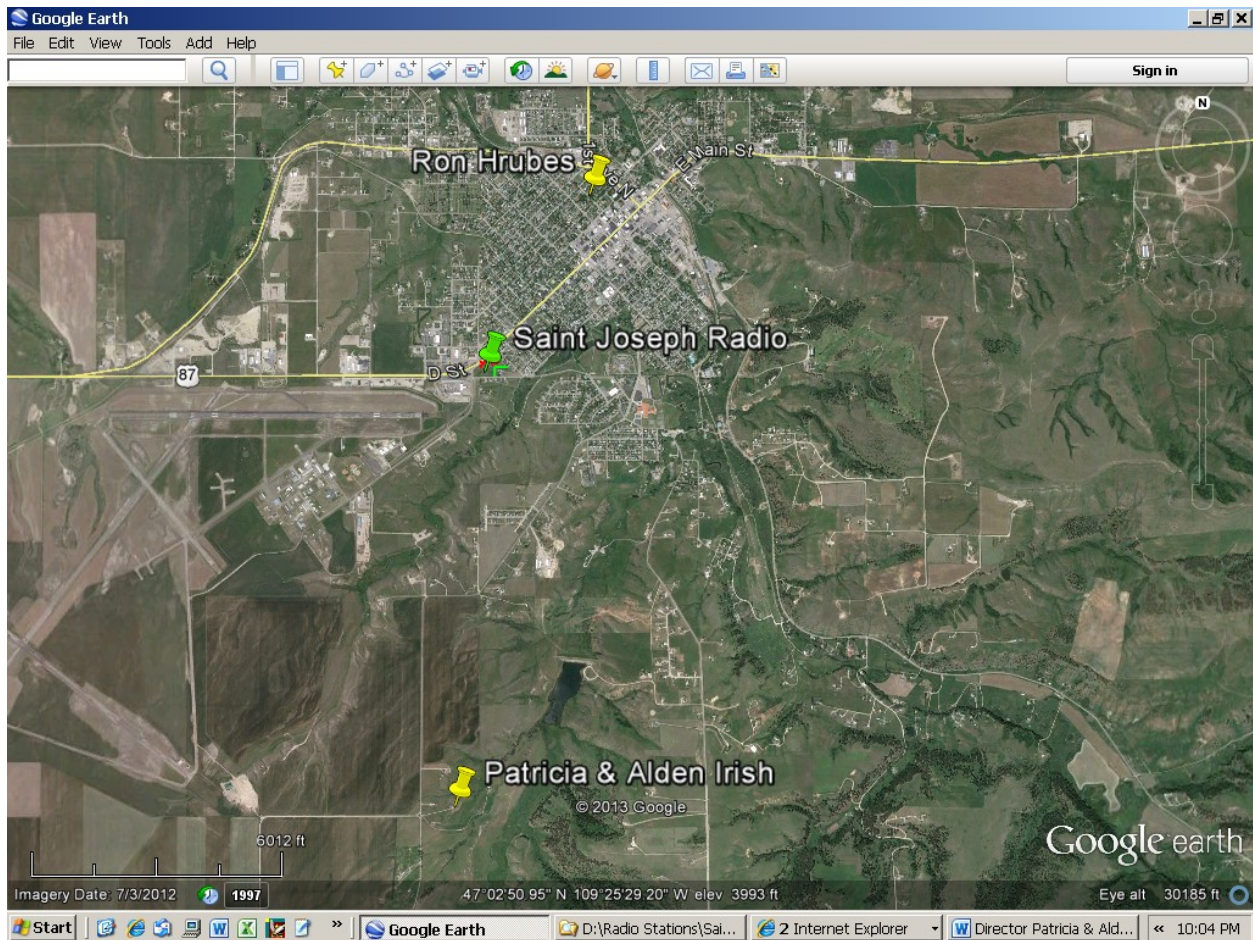 Google Earth
File Edit View Tools Add Help
Sign in
N
E Main St
Ron Hrubes
Saint Joseph Radio
D St
87
Patricia & Alden Irish
© 2013 Google
6012 ft
Google earth
Imagery Date: 7/3/2012 1997 47°02'50.95" N 109°25'29.20" W elev 3993 ft Eye alt 30185 ft
Start » Google Earth D:\Radio Stations\Sai... 2 Internet Explorer Director Patricia & Ald... « 10:04 PM